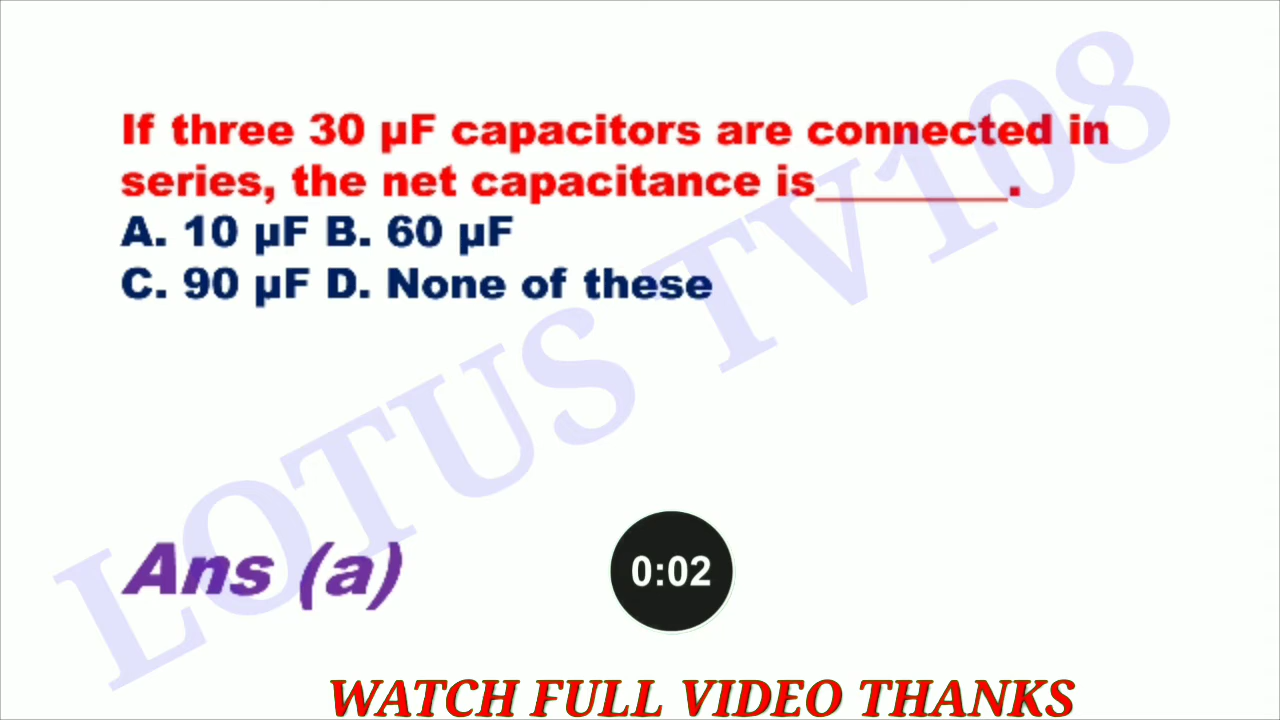 If three 30 µF capacitors are connected in
series, the net capacitance is_________.
A. 10 µF B. 60 µF
C. 90 µF D. None of these
LOTUS TV108
Ans (a)
0:02
WATCH FULL VIDEO THANKS